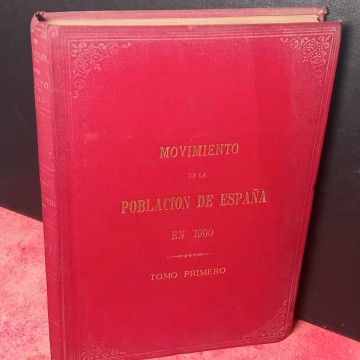 MOVIMIENTO
DE LA
POBLACION DE ESPAÑA
EN 1900
TOMO PRIMERO